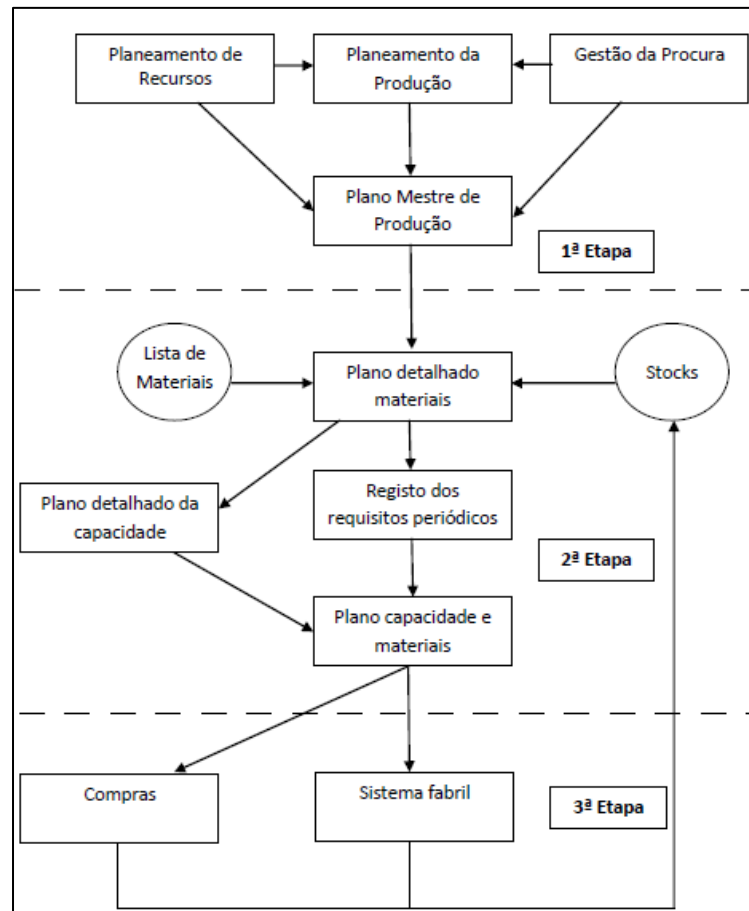 Planeamento de
Recursos
Planeamento da
Produção
Gestão da Procura
Plano Mestre de
Produção
1ª Etapa
Lista de
Materiais
Plano detalhado
materiais
Stocks
Plano detalhado da
capacidade
Registo dos
requisitos periódicos
2ª Etapa
Plano capacidade e
materiais
Compras
Sistema fabril
3ª Etapa